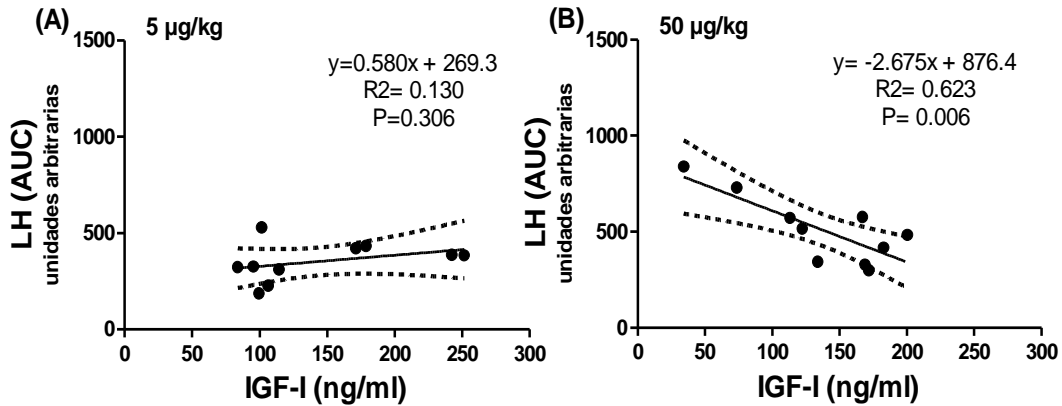 (A)
5 µg/kg
y=0.580x + 269.3
R2= 0.130
P=0.306
LH (AUC)
unidades arbitrarias
1500
1000
500
0
0 50 100 150 200 250 300
IGF-I (ng/ml)
(B)
50 µg/kg
y= -2.675x + 876.4
R2= 0.623
P= 0.006
LH (AUC)
unidades arbitrarias
1500
1000
500
0
0 50 100 150 200 250 300
IGF-I (ng/ml)